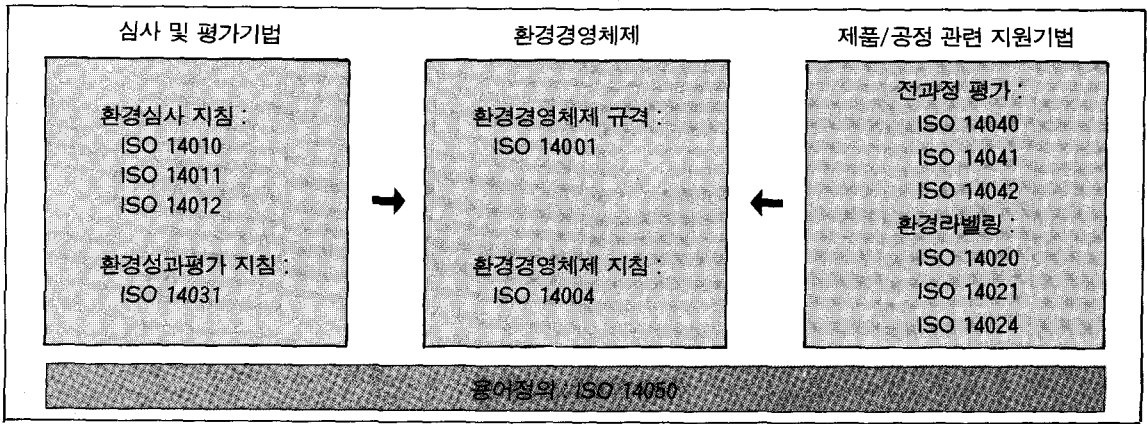 심사 및 평가기법
환경심사 지침 :
ISO 14010
ISO 14011
ISO 14012
환경성과평가 지침 :
ISO 14031
환경경영체제
환경경영체제 규격 :
ISO 14001
환경경영체제 지침 :
ISO 14004
제품/공정 관련 지원기법
전과정 평가 :
ISO 14040
ISO 14041
ISO 14042
환경라벨링 :
ISO 14020
ISO 14021
ISO 14024
용어정의 : ISO 14050